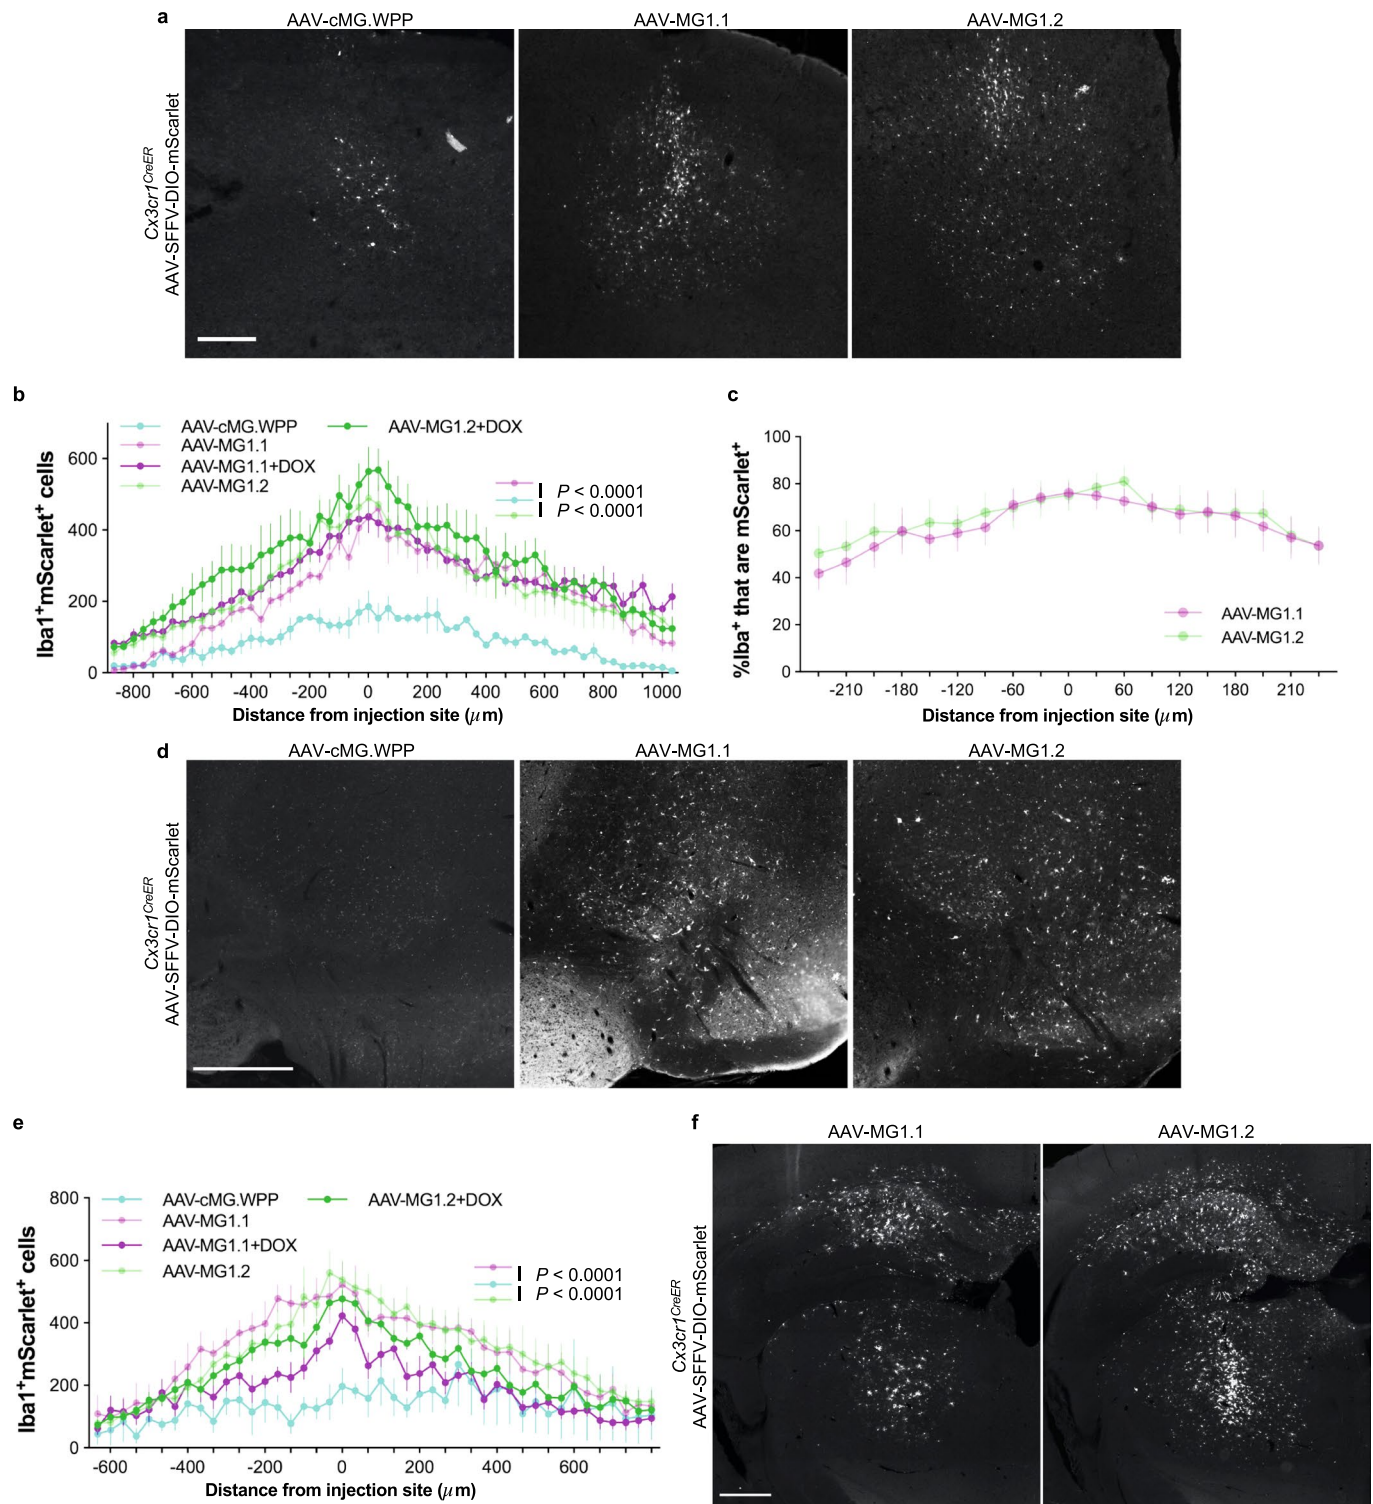 a
AAV-cMG.WPP
AAV-MG1.1
AAV-MG1.2
Cx3cr1CreER
AAV-SFFV-DIO-mScarlet
b
AAV-cMG.WPP
AAV-MG1.1
AAV-MG1.1+DOX
AAV-MG1.2
AAV-MG1.2+DOX
P < 0.0001
P < 0.0001
Iba1+mScarlet+ cells
600
400
200
0
-800 -600 -400 -200 0 200 400 600 800 1000
Distance from injection site (μm)
c
%Iba+ that are mScarlet+
100
80
60
40
20
0
AAV-MG1.1
AAV-MG1.2
-210 -180 -120 -60 0 60 120 180 210
Distance from injection site (μm)
d
AAV-cMG.WPP
AAV-MG1.1
AAV-MG1.2
Cx3cr1CreER
AAV-SFFV-DIO-mScarlet
e
AAV-cMG.WPP
AAV-MG1.1
AAV-MG1.1+DOX
AAV-MG1.2
AAV-MG1.2+DOX
P < 0.0001
P < 0.0001
Iba1+mScarlet+ cells
800
600
400
200
0
-600 -400 -200 0 200 400 600
Distance from injection site (μm)
f
AAV-MG1.1
AAV-MG1.2
Cx3cr1CreER
AAV-SFFV-DIO-mScarlet